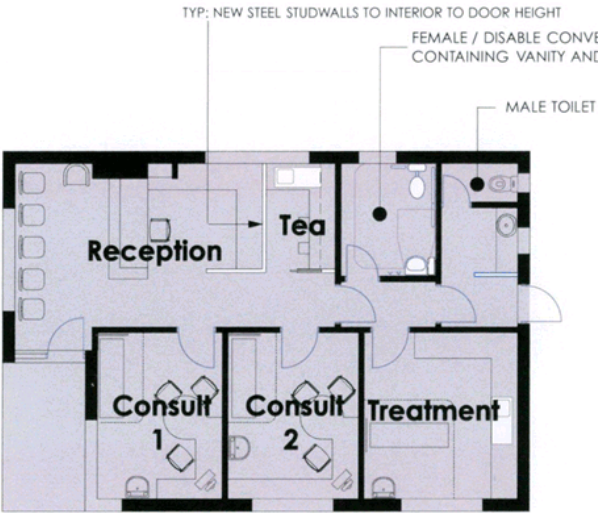 TYP: NEW STEEL STUDWALLS TO INTERIOR TO DOOR HEIGHT
FEMALE / DISABLE CONVE
CONTAINING VANITY AND
MALE TOILET
Tea
Reception
Consult
1
Consult
2
Treatment